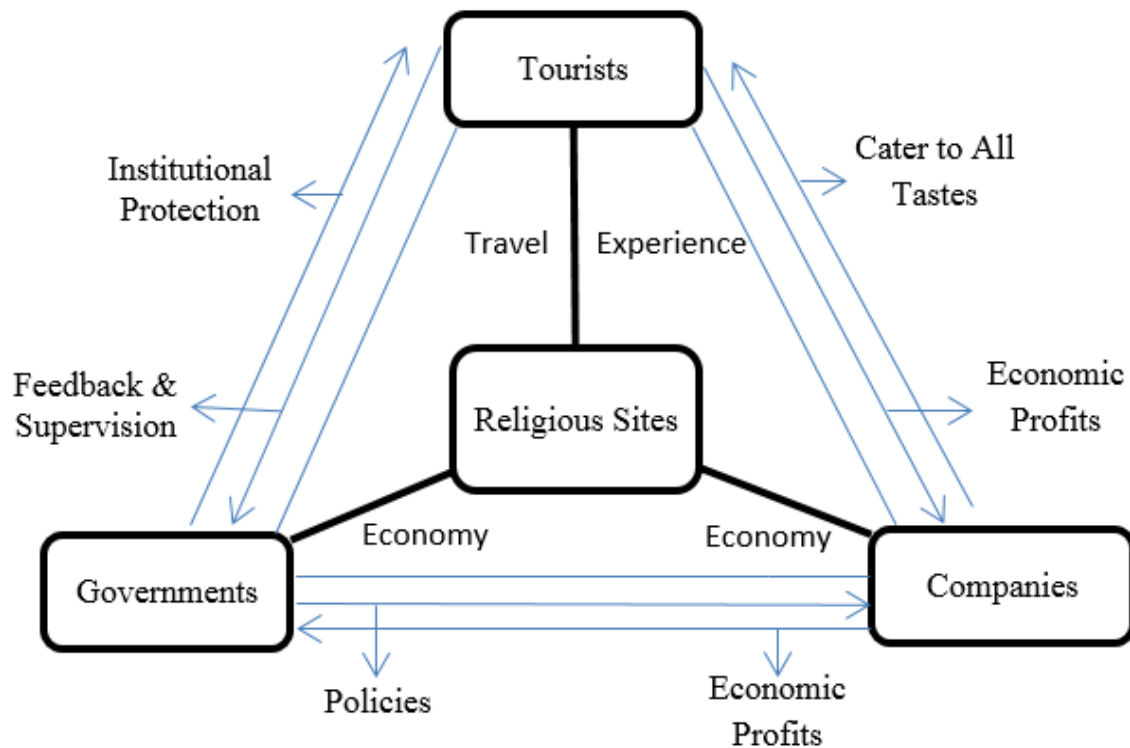 Tourists
Institutional
Protection
Cater to All
Tastes
Travel
Experience
Feedback &
Supervision
Religious Sites
Economic
Profits
Economy
Economy
Governments
Companies
Policies
Economic
Profits